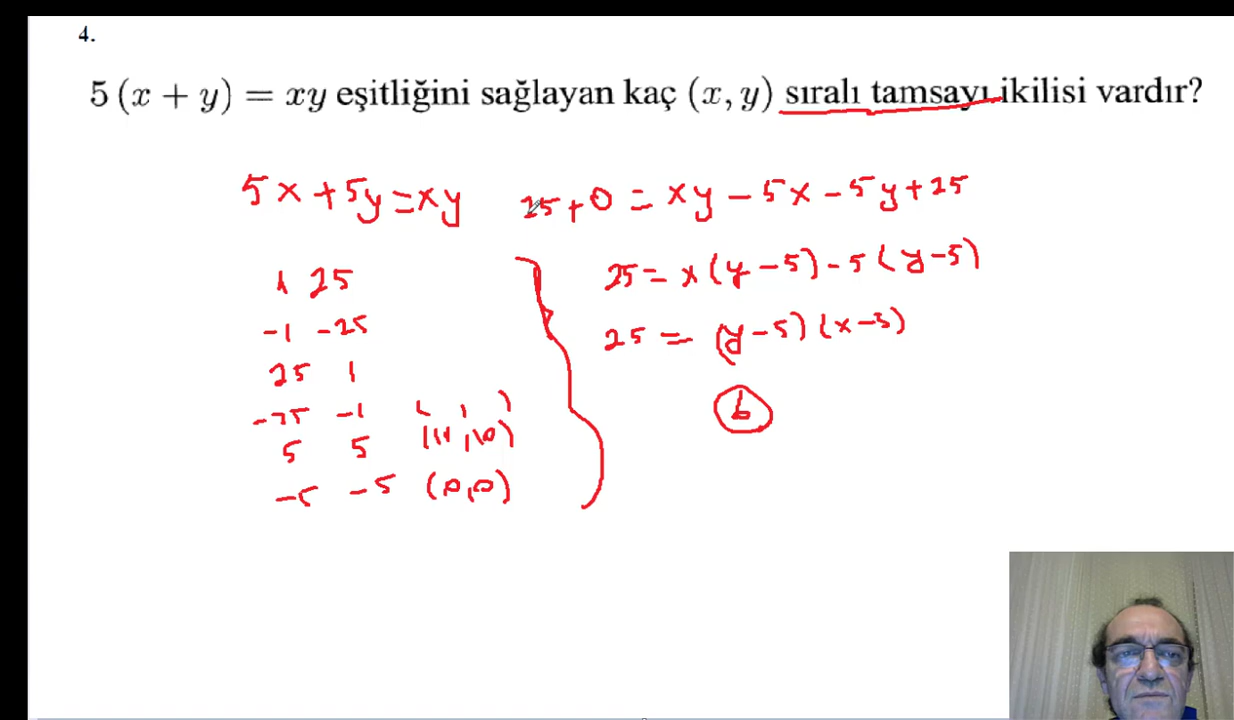 4.
5 (x + y) = xy eşitliğini sağlayan kaç (x, y) sıralı tamsayı ikilisi vardır?
5x+5y=xy
25+0 = xy - 5x - 5y + 25
25 = x(y-5) - 5(y-5)
25 = (y-5)(x-5)
6
1 25
-1 -25
25 1
-25 -1 ( , )
5 5 (10,10)
-5 -5 (0,0)